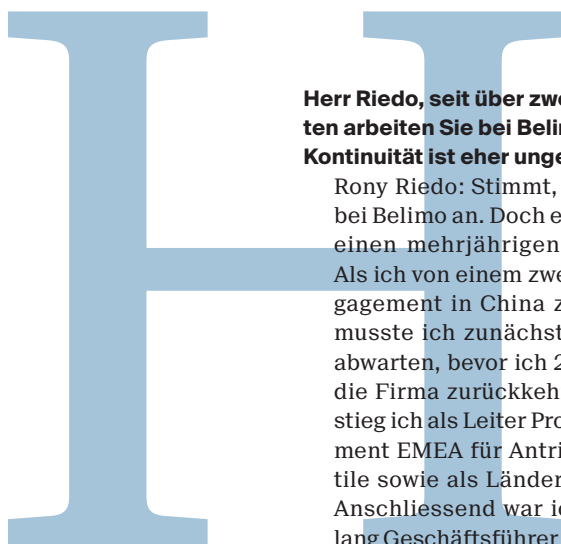 H
Herr Riedo, seit über zwe
ten arbeiten Sie bei Beli
Kontinuität ist eher unge
Rony Riedo: Stimmt,
bei Belimo an. Doch e
einen mehrjährigen
Als ich von einem zwe
gagement in China z
musste ich zunächst
abwarten, bevor ich 2
die Firma zurückkeh
stieg ich als Leiter Pro
ment EMEA für Antri
tile sowie als Länder
Anschliessend war i
lang Geschäftsführer